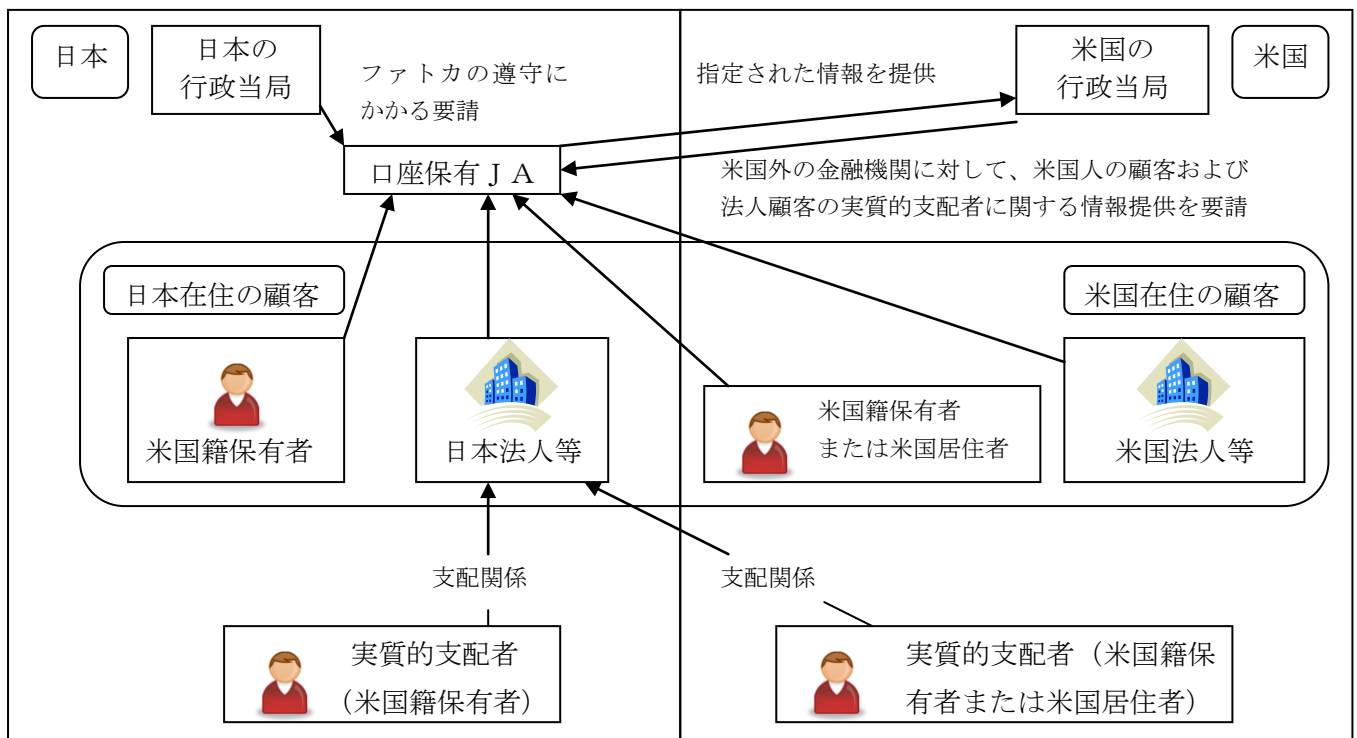 日本
日本の
行政当局
ファトカの遵守に
かかる要請
指定された情報を提供
米国の
行政当局
米国
口座保有ＪＡ
米国外の金融機関に対して、米国人の顧客および
法人顧客の実質的支配者に関する情報提供を要請
日本在住の顧客
米国在住の顧客
米国籍保有者
日本法人等
米国籍保有者
または米国居住者
米国法人等
支配関係
支配関係
実質的支配者
（米国籍保有者）
実質的支配者（米国籍保
有者または米国居住者）